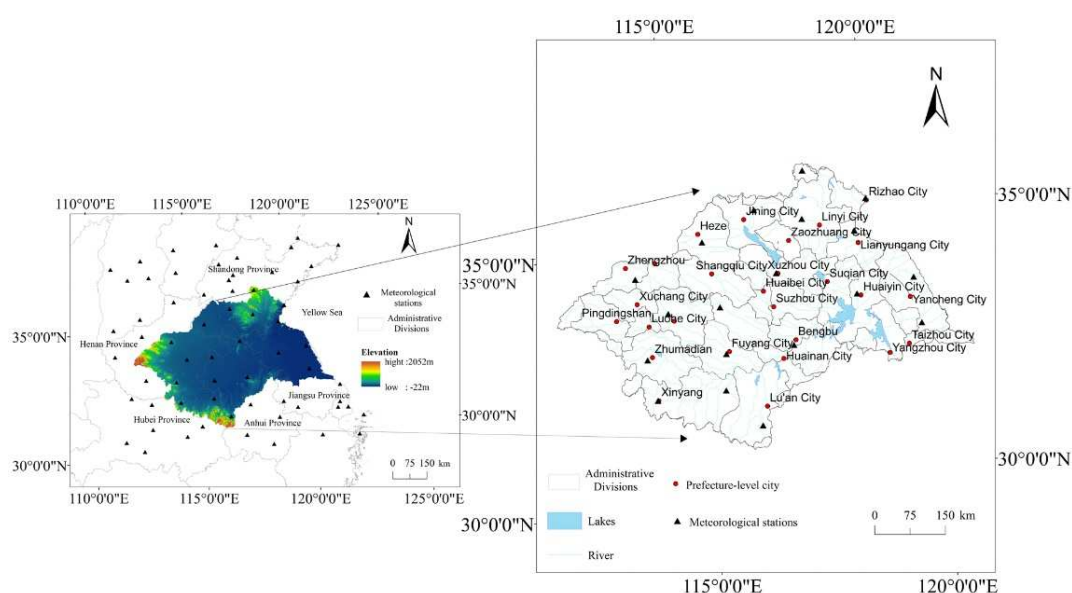 110°0'0"E 115°0'0"E 120°0'0"E 125°0'0"E
N
Shandong Province
Meteorological
stations
Administrative
Divisions
Yellow Sea
35°0'0"N
35°0'0"N
Henan Province
Elevation
hight :2052m
low : -22m
Jiangsu Province
Hubei Province
Anhui Province
30°0'0"N
30°0'0"N
0 75 150 km
110°0'0"E 115°0'0"E 120°0'0"E 125°0'0"E
115°0'0"E 120°0'0"E
N
35°0'0"N
Rizhao City
Jining City
Linyi City
Heze
Zaozhuang City
Lianyungang City
Zhengzhou
Shangqiu City
Xuzhou City
Suqian City
Huaibei City
Huaiyin City
Xuchang City
Suzhou City
Yancheng City
Pingdingshan
Luohe City
Bengbu
Taizhou City
Fuyang City
Yangzhou City
Zhumadian
Huainan City
Xinyang
Lu'an City
30°0'0"N
30°0'0"N
Administrative
Divisions
Prefecture-level city
Lakes
Meteorological stations
River
0 75 150 km
115°0'0"E 120°0'0"E